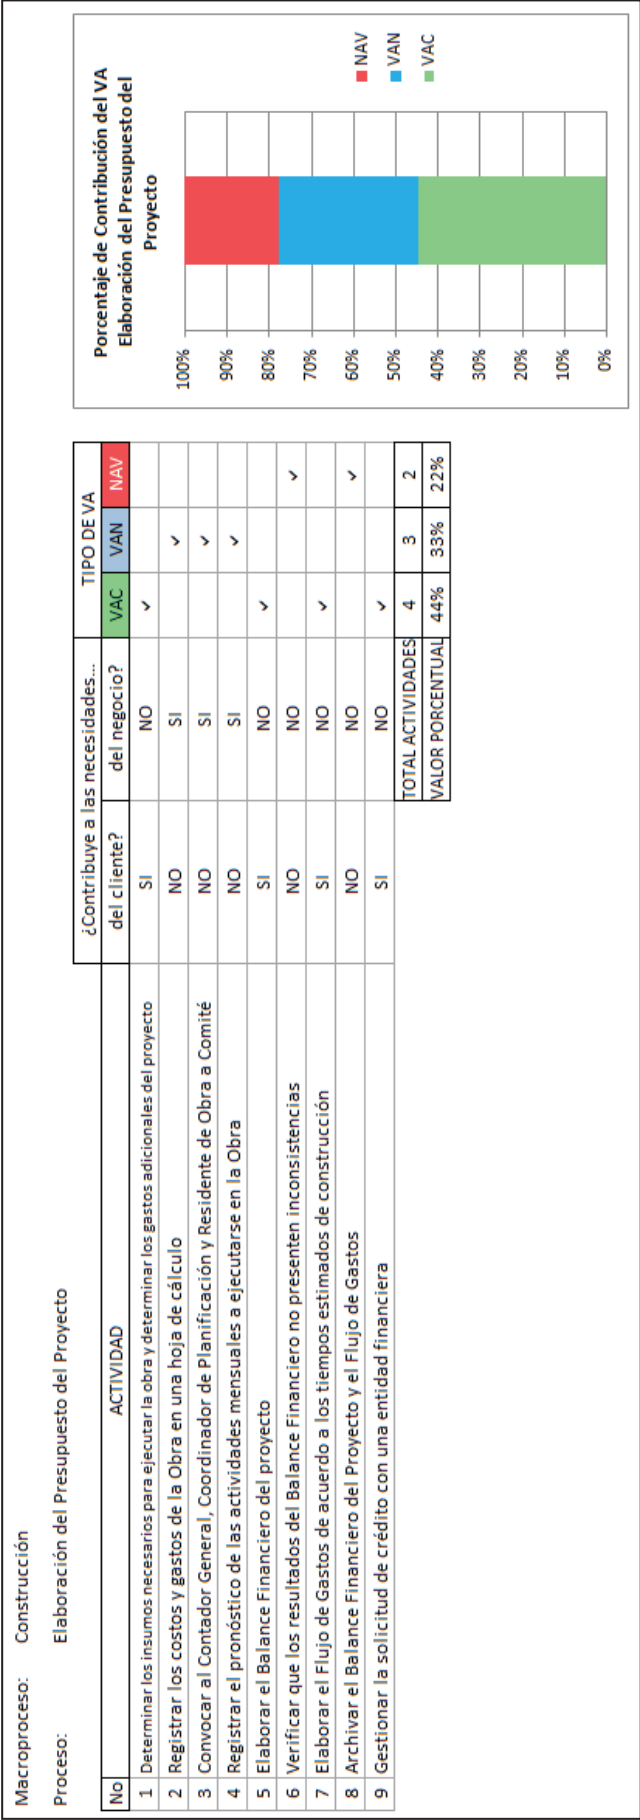 Macroproceso: Construcción
Proceso: Elaboración del Presupuesto del Proyecto
¿Contribuye a las necesidades... TIPO DE VA
No ACTIVIDAD del cliente? del negocio? VAC VAN NAV
1 Determinar los insumos necesarios para ejecutar la obra y determinar los gastos adicionales del proyecto SI NO ✓
2 Registrar los costos y gastos de la Obra en una hoja de cálculo NO SI ✓
3 Convocar al Contador General, Coordinador de Planificación y Residente de Obra a Comité NO SI ✓
4 Registrar el pronóstico de las actividades mensuales a ejecutarse en la Obra NO SI ✓
5 Elaborar el Balance Financiero del proyecto SI NO ✓
6 Verificar que los resultados del Balance Financiero no presenten inconsistencias NO NO ✓
7 Elaborar el Flujo de Gastos de acuerdo a los tiempos estimados de construcción SI NO ✓
8 Archivar el Balance Financiero del Proyecto y el Flujo de Gastos NO NO ✓
9 Gestionar la solicitud de crédito con una entidad financiera SI NO ✓
TOTAL ACTIVIDADES 4 3 2
VALOR PORCENTUAL 44% 33% 22%
Porcentaje de Contribución del VA
Elaboración del Presupuesto del
Proyecto
100%
90%
80%
70%
60%
50%
40%
30%
20%
10%
0%
NAV
VAN
VAC